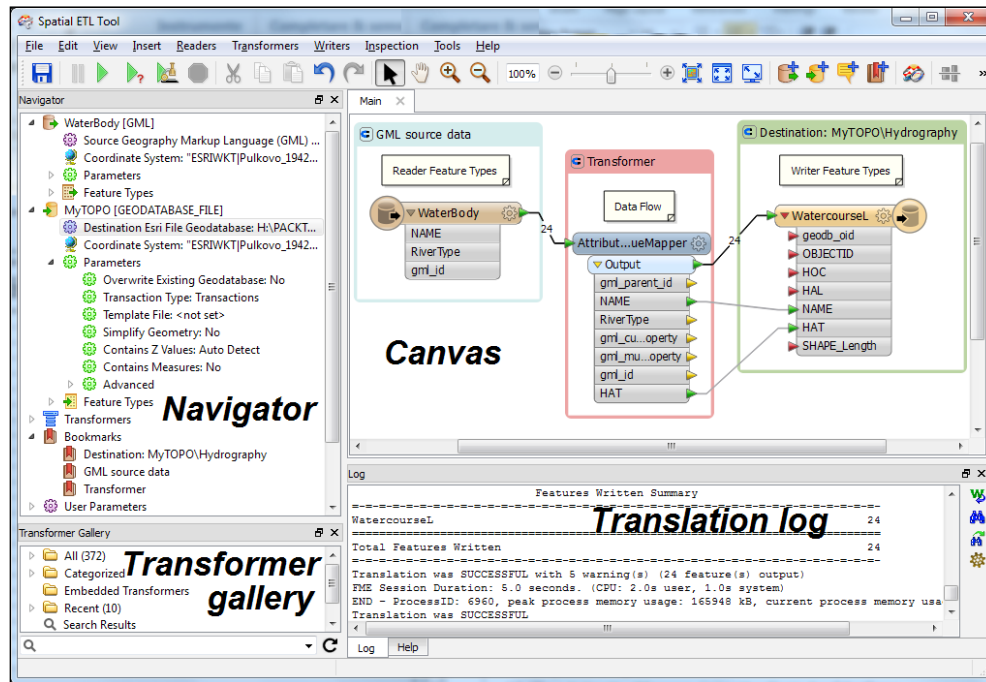 Spatial ETL Tool
File Edit View Insert Readers Transformers Writers Inspection Tools Help
100%
Navigator
WaterBody [GML]
Source Geography Markup Language (GML) ...
Coordinate System: "ESRIWKT|Pulkovo_1942...
Parameters
Feature Types
MyTOPO [GEODATABASE_FILE]
Destination Esri File Geodatabase: H:\PACKT...
Coordinate System: "ESRIWKT|Pulkovo_1942...
Parameters
Overwrite Existing Geodatabase: No
Transaction Type: Transactions
Template File: <not set>
Simplify Geometry: No
Contains Z Values: Auto Detect
Contains Measures: No
Advanced
Feature Types
Navigator
Transformers
Bookmarks
Destination: MyTOPO\Hydrography
GML source data
Transformer
User Parameters
Transformer Gallery
All (372)
Categorized
Embedded Transformers
Recent (10)
Search Results
Transformer
gallery
Main
GML source data
Reader Feature Types
WaterBody
NAME
RiverType
gml_id
24
Transformer
Data Flow
Attribut...ueMapper
Output
gml_parent_id
NAME
RiverType
gml_cu...operty
gml_mu...operty
gml_id
HAT
24
Destination: MyTOPO\Hydrography
Writer Feature Types
WatercourseL
geodb_oid
OBJECTID
HOC
HAL
NAME
HAT
SHAPE_Length
Canvas
Log
Features Written Summary
WatercourseL 24
Total Features Written 24
Translation was SUCCESSFUL with 5 warning(s) (24 feature(s) output)
FME Session Duration: 5.0 seconds. (CPU: 2.0s user, 1.0s system)
END - ProcessID: 6960, peak process memory usage: 165948 kB, current process memory usa
Translation was SUCCESSFUL
Translation log
Log Help